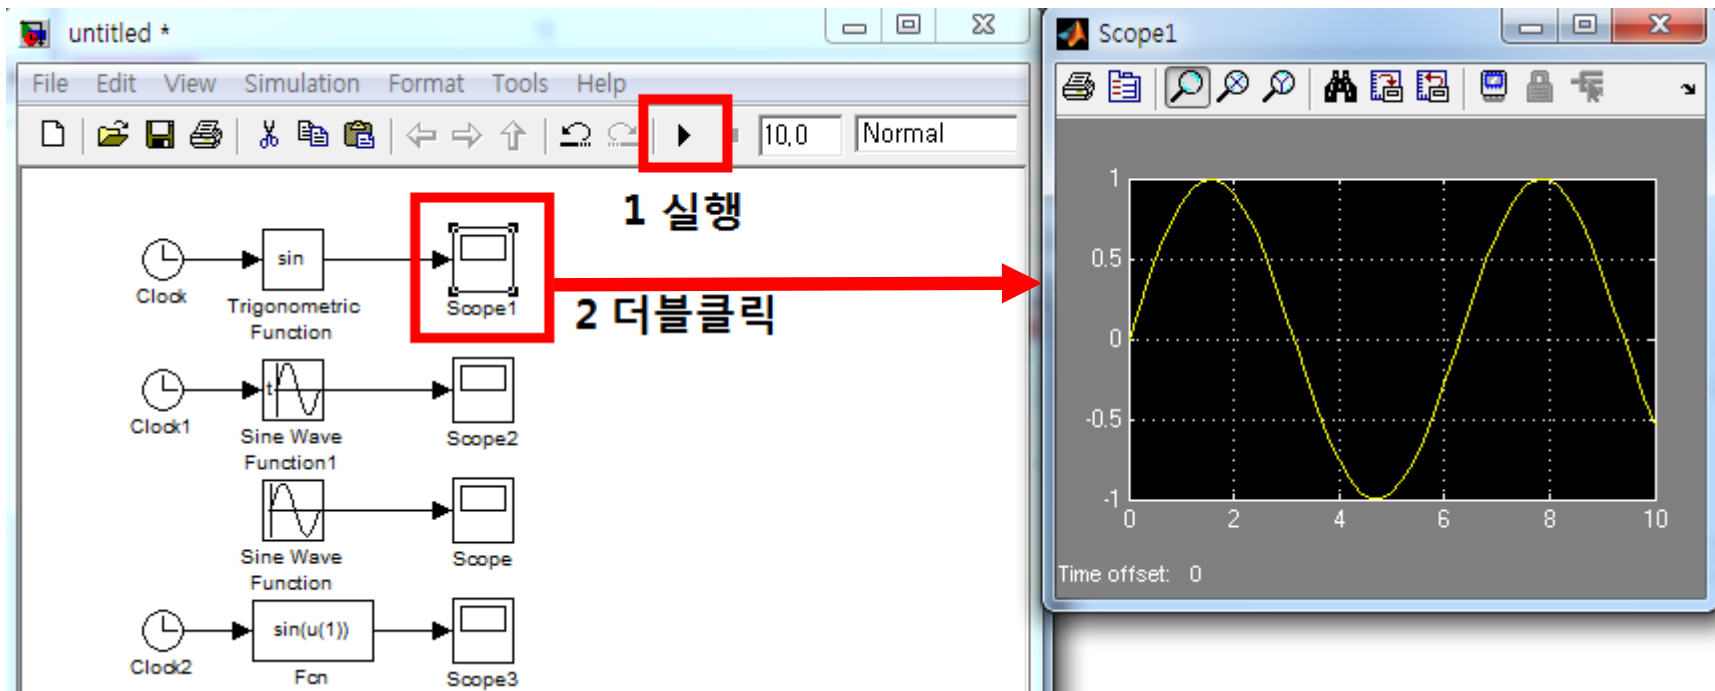 untitled *
File Edit View Simulation Format Tools Help
10,0 Normal
1 실행
sin
Clock
Trigonometric
Function
Scope1
2 더블클릭
t
Clock1
Sine Wave
Function1
Scope2
Sine Wave
Function
Scope
sin(u(1))
Clock2
Fcn
Scope3
Scope1
1
0.5
0
-0.5
-1
0 2 4 6 8 10
Time offset: 0